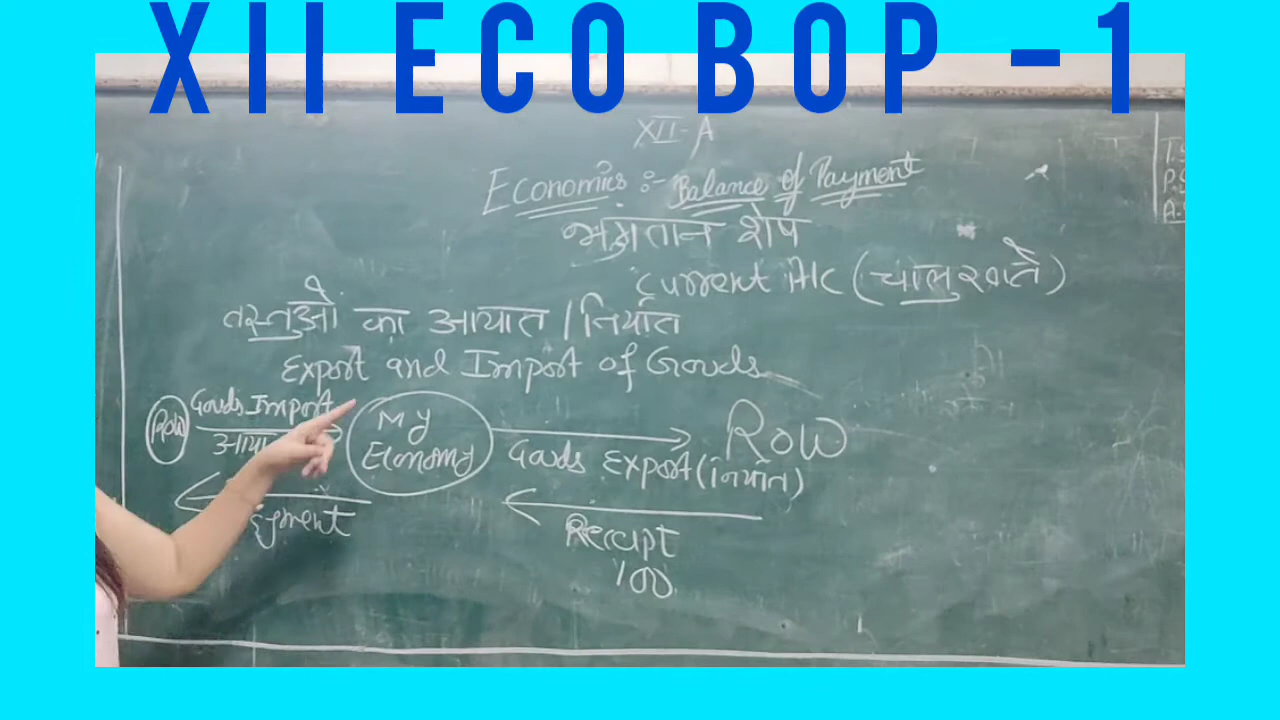 XII ECO BOP -1
XII-A
Economics :- Balance of Payment
भुगतान शेष
Current A/C (चालु खाते)
वस्तुओं का आयात / निर्यात
Export and Import of Goods
Goods Import
Row
My
Economy
Row
Goods Export (निर्यात)
Receipt
100